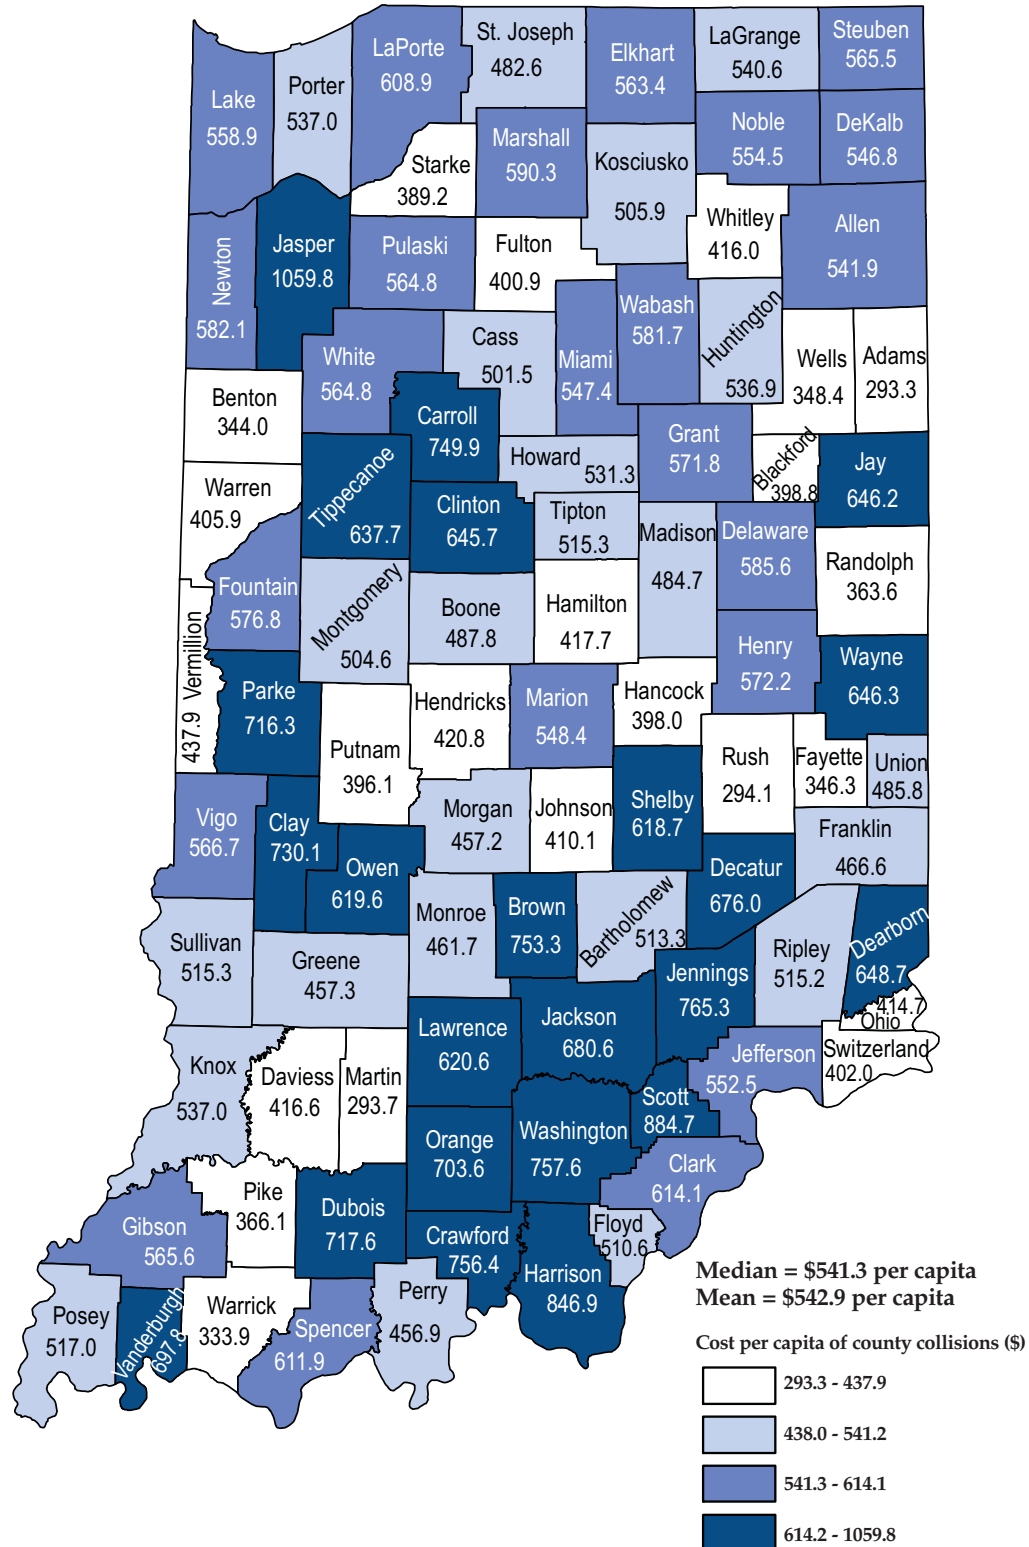 St. Joseph
482.6
LaPorte
608.9
Elkhart
563.4
LaGrange
540.6
Steuben
565.5
Lake
558.9
Porter
537.0
Starke
389.2
Marshall
590.3
Kosciusko
505.9
Noble
554.5
DeKalb
546.8
Whitley
416.0
Allen
541.9
Newton
582.1
Jasper
1059.8
Pulaski
564.8
Fulton
400.9
Wabash
581.7
Huntington
536.9
White
564.8
Cass
501.5
Miami
547.4
Wells
348.4
Adams
293.3
Benton
344.0
Carroll
749.9
Howard
531.3
Grant
571.8
Blackford
398.8
Jay
646.2
Warren
405.9
Tippecanoe
637.7
Clinton
645.7
Tipton
515.3
Madison
484.7
Delaware
585.6
Randolph
363.6
Fountain
576.8
Montgomery
504.6
Boone
487.8
Hamilton
417.7
Henry
572.2
Wayne
646.3
Vermillion
437.9
Parke
716.3
Putnam
396.1
Hendricks
420.8
Marion
548.4
Hancock
398.0
Rush
294.1
Fayette
346.3
Union
485.8
Vigo
566.7
Clay
730.1
Owen
619.6
Morgan
457.2
Johnson
410.1
Shelby
618.7
Franklin
466.6
Decatur
676.0
Sullivan
515.3
Greene
457.3
Monroe
461.7
Brown
753.3
Bartholomew
513.3
Jennings
765.3
Ripley
515.2
Dearborn
648.7
414.7
Ohio
Switzerland
402.0
Knox
537.0
Daviess
416.6
Martin
293.7
Lawrence
620.6
Jackson
680.6
Jefferson
552.5
Scott
884.7
Orange
703.6
Washington
757.6
Clark
614.1
Gibson
565.6
Pike
366.1
Dubois
717.6
Crawford
756.4
Harrison
846.9
Floyd
510.6
Posey
517.0
Vanderburgh
697.8
Warrick
333.9
Spencer
611.9
Perry
456.9
Median = $541.3 per capita
Mean = $542.9 per capita
Cost per capita of county collisions ($)
293.3 - 437.9
438.0 - 541.2
541.3 - 614.1
614.2 - 1059.8